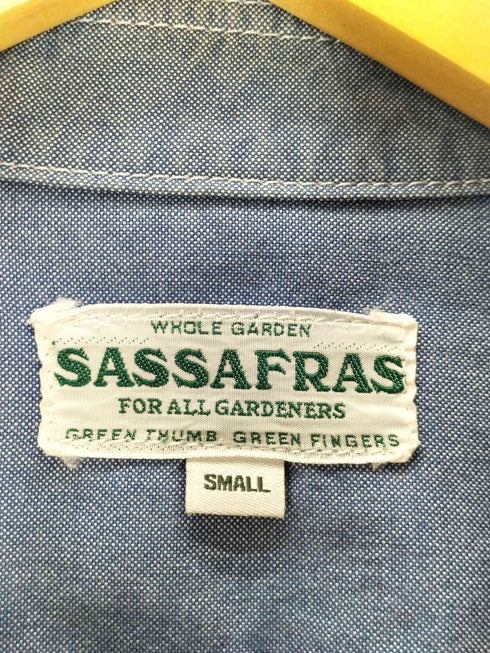 WHOLE GARDEN
SASSAFRAS
FOR ALL GARDENERS
GREEN THUMB GREEN FINGERS
SMALL